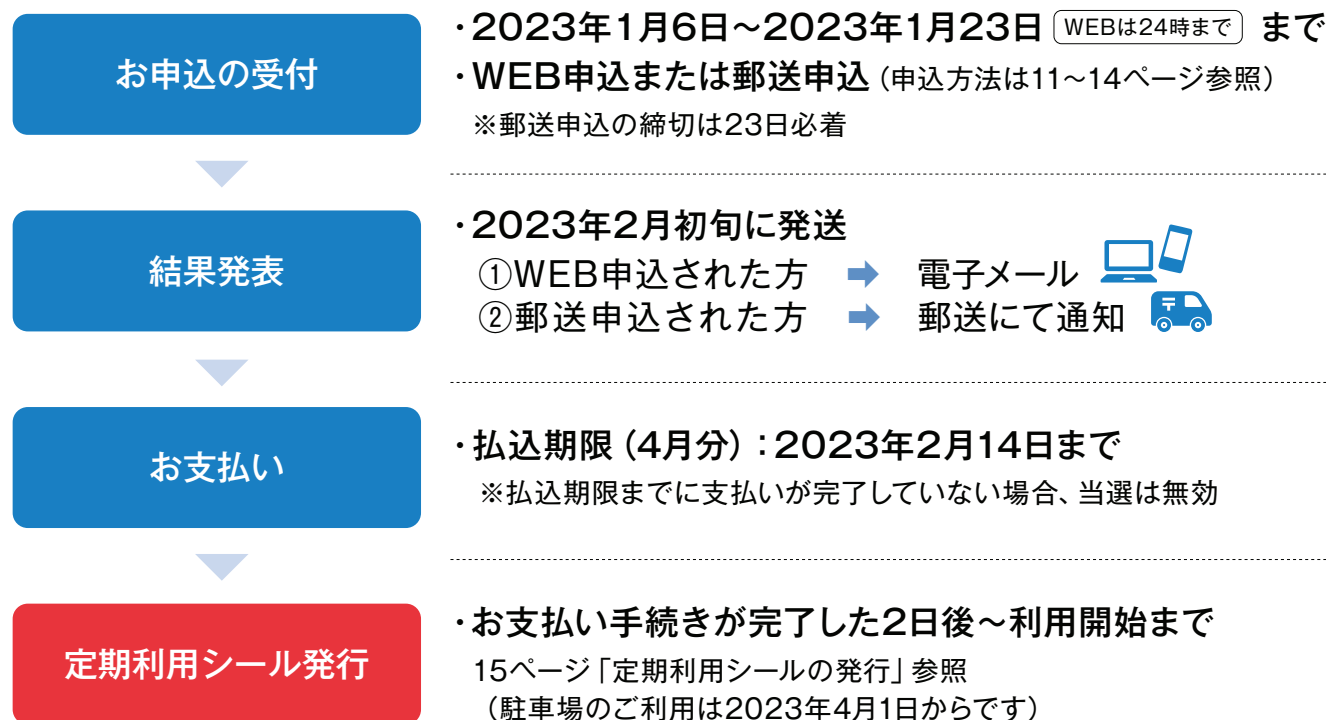 お申込の受付
・2023年1月6日～2023年1月23日 WEBは24時まで まで
・WEB申込または郵送申込（申込方法は11～14ページ参照）
※郵送申込の締切は23日必着
結果発表
・2023年2月初旬に発送
①WEB申込された方 ➡ 電子メール
②郵送申込された方 ➡ 郵送にて通知 〒
お支払い
・払込期限（4月分）：2023年2月14日まで
※払込期限までに支払いが完了していない場合、当選は無効
定期利用シール発行
・お支払い手続きが完了した2日後～利用開始まで
15ページ「定期利用シールの発行」参照
（駐車場のご利用は2023年4月1日からです）